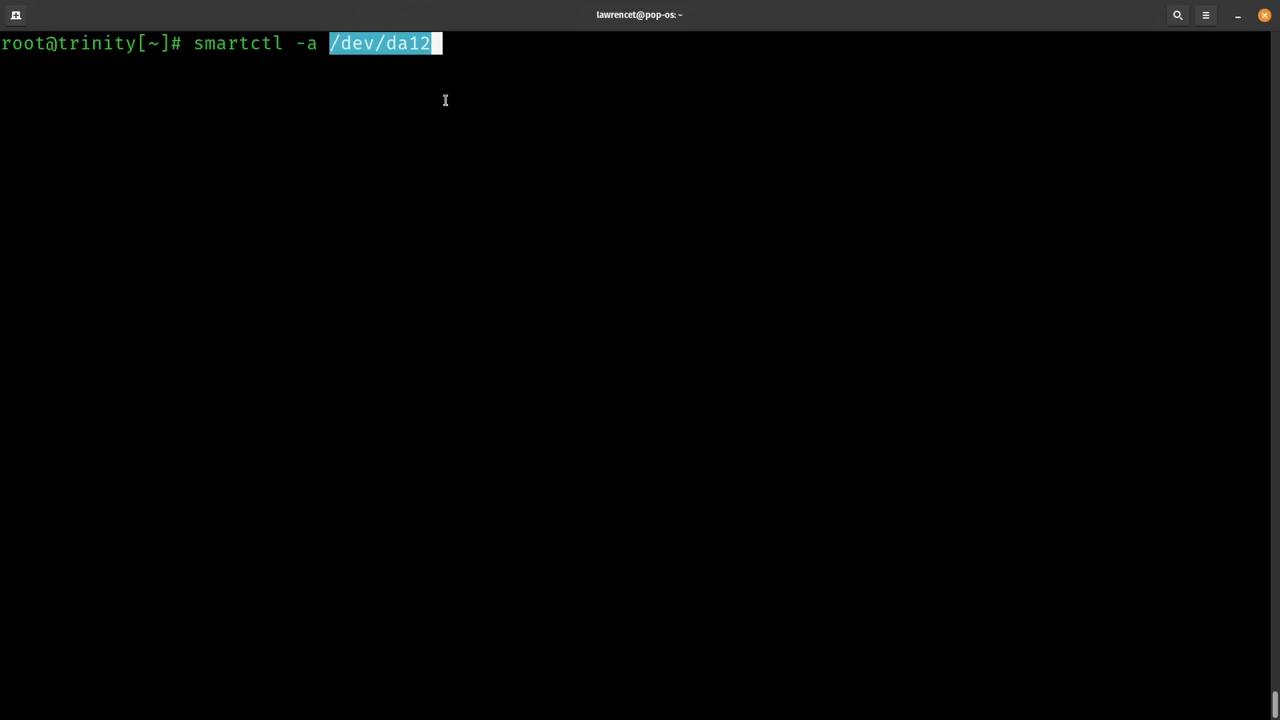 lawrencet@pop-os: ~
root@trinity[~]# smartctl -a /dev/da12